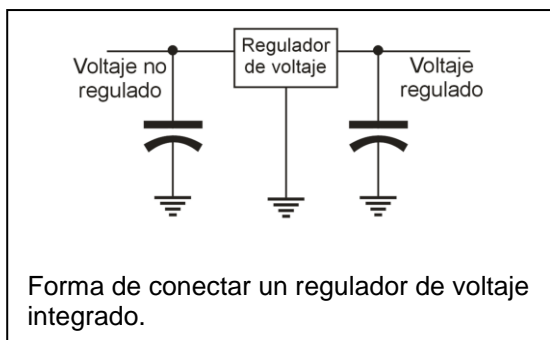 Voltaje no
regulado
Regulador
de voltaje
Voltaje
regulado
Forma de conectar un regulador de voltaje
integrado.